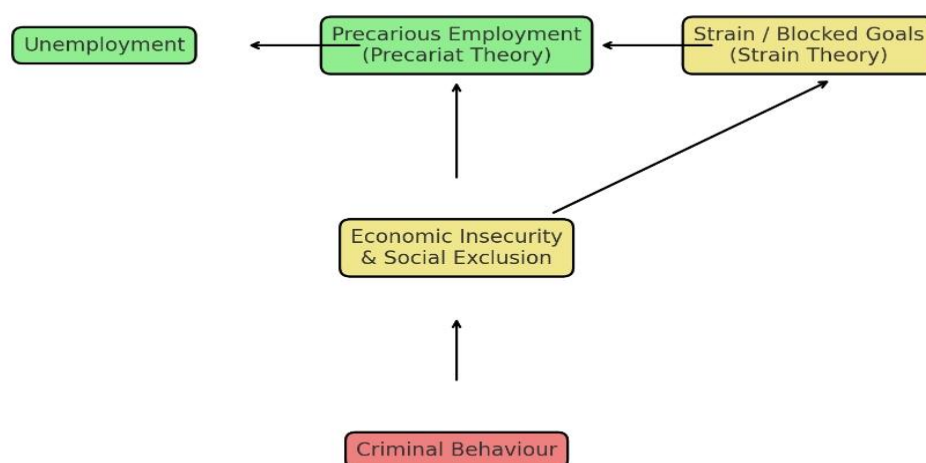 Unemployment
Precarious Employment
(Precariat Theory)
Strain / Blocked Goals
(Strain Theory)
Economic Insecurity
& Social Exclusion
Criminal Behaviour